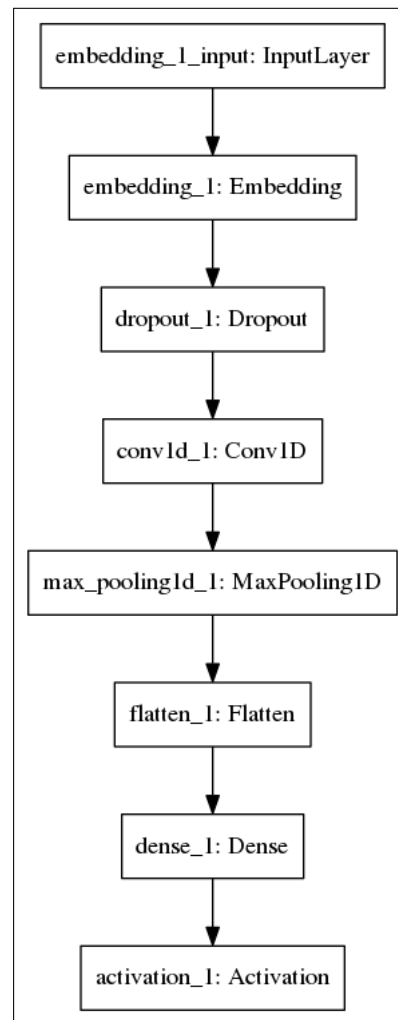 embedding_1_input: InputLayer
embedding_1: Embedding
dropout_1: Dropout
conv1d_1: Conv1D
max_pooling1d_1: MaxPooling1D
flatten_1: Flatten
dense_1: Dense
activation_1: Activation